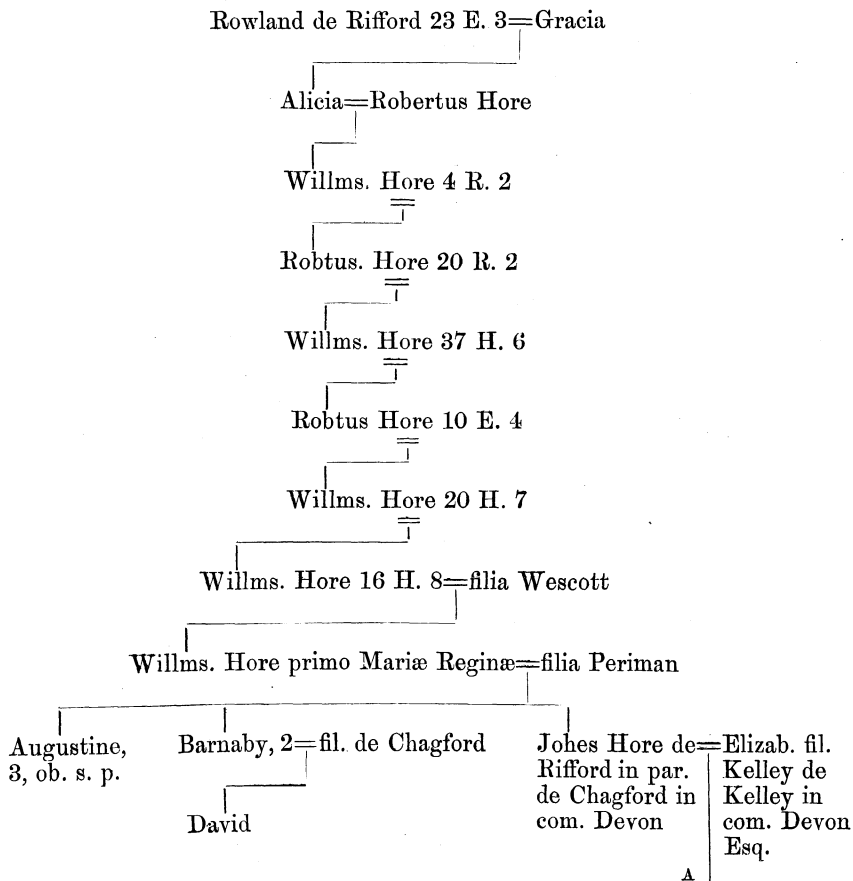 Rowland de Rifford 23 E. 3=Gracia
Alicia=Robertus Hore
Willms. Hore 4 R. 2
Robtus. Hore 20 R. 2
Willms. Hore 37 H. 6
Robtus Hore 10 E. 4
Willms. Hore 20 H. 7
Willms. Hore 16 H. 8=filia Wescott
Willms. Hore primo Mariæ Reginæ=filia Periman
Augustine,
3, ob. s. p.
Barnaby, 2=fil. de Chagford
David
Johes Hore de=Elizab. fil.
Rifford in par. Kelley de
de Chagford in Kelley in
com. Devon com. Devon
Esq.
A